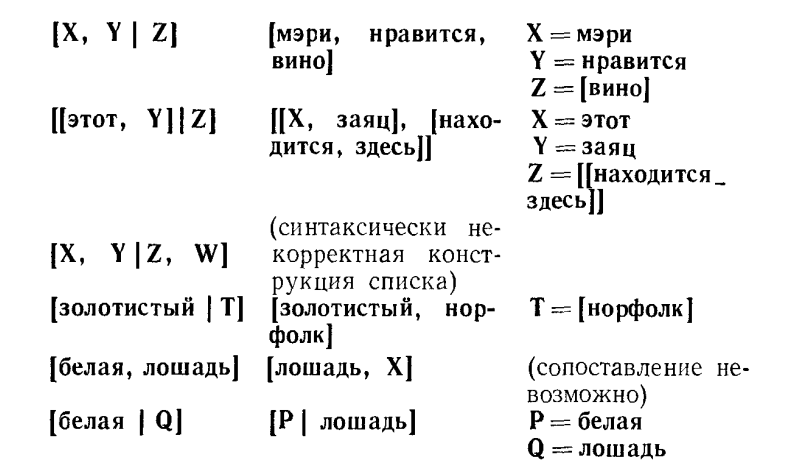 [X, Y | Z] [мэри, нравится, X = мэри
вино] Y = нравится
Z = [вино]
[[этот, Y]|Z] [[X, заяц], [нахо- X = этот
дится, здесь]] Y = заяц
Z = [[находится_
здесь]]
(синтаксически не-
[X, Y|Z, W] корректная конст-
рукция списка)
[золотистый | T] [золотистый, нор- T = [норфолк]
фолк]
[белая, лошадь] [лошадь, X] (сопоставление не-
возможно)
[белая | Q] [P | лошадь] P = белая
Q = лошадь